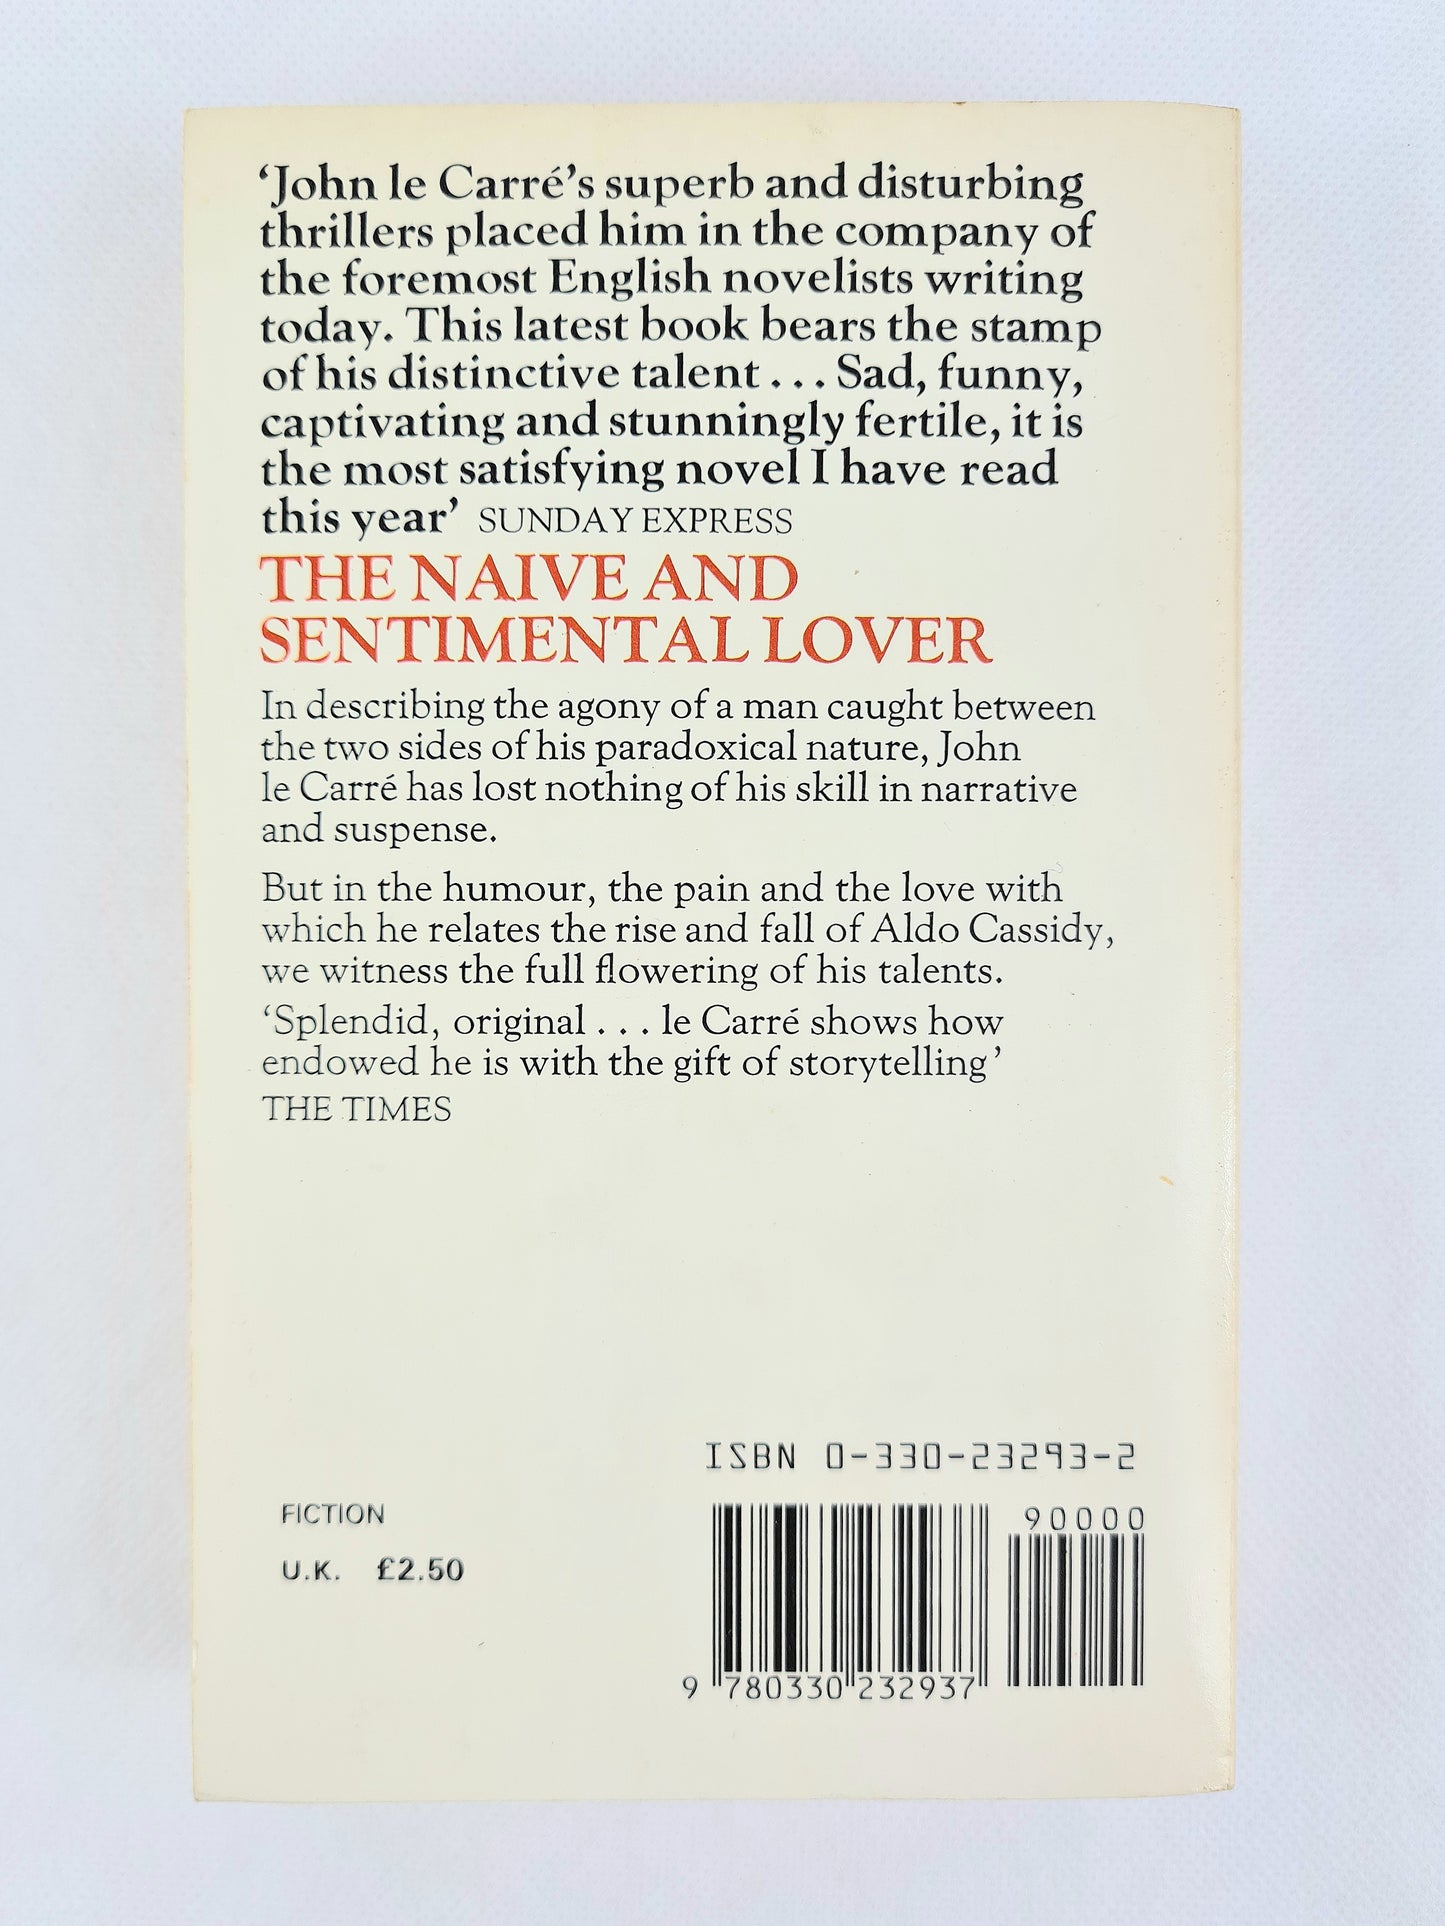 ‘John le Carré’s superb and disturbing
thrillers placed him in the company of
the foremost English novelists writing
today. This latest book bears the stamp
of his distinctive talent . . . Sad, funny,
captivating and stunningly fertile, it is
the most satisfying novel I have read
this year’ SUNDAY EXPRESS
THE NAIVE AND
SENTIMENTAL LOVER
In describing the agony of a man caught between
the two sides of his paradoxical nature, John
le Carré has lost nothing of his skill in narrative
and suspense.
But in the humour, the pain and the love with
which he relates the rise and fall of Aldo Cassidy,
we witness the full flowering of his talents.
‘Splendid, original . . . le Carré shows how
endowed he is with the gift of storytelling’
THE TIMES
ISBN 0-330-23293-2
FICTION
90000
U.K. £2.50
9 780330 232937